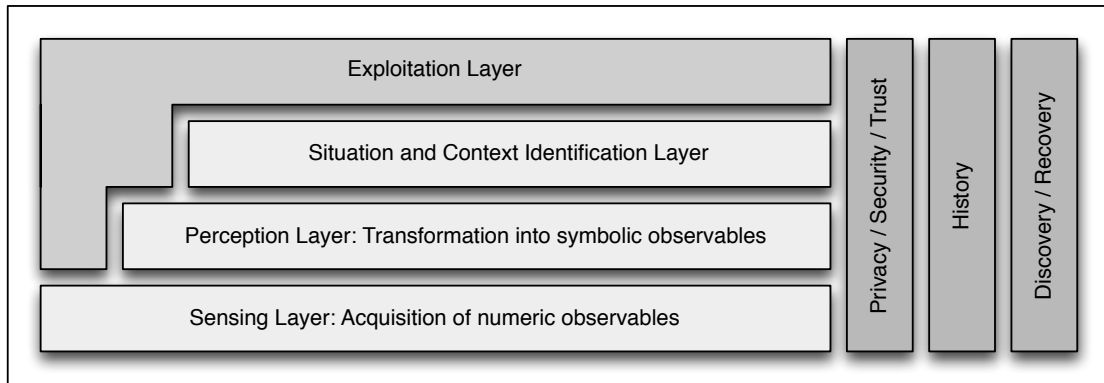 Exploitation Layer
Situation and Context Identification Layer
Perception Layer: Transformation into symbolic observables
Sensing Layer: Acquisition of numeric observables
Privacy / Security / Trust
History
Discovery / Recovery